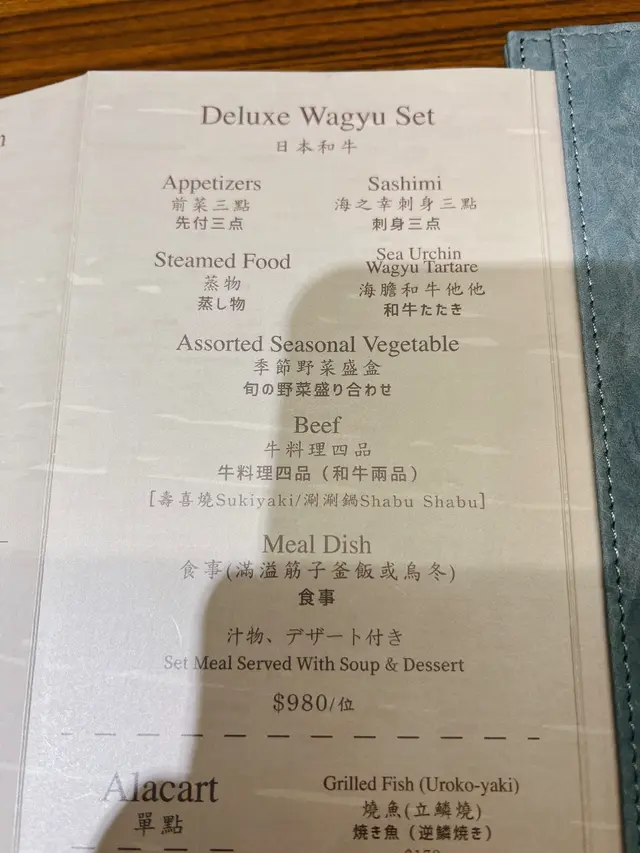 Deluxe Wagyu Set
日本和牛
Appetizers
前菜三點
先付三点
Sashimi
海之幸刺身三點
刺身三点
Steamed Food
蒸物
蒸し物
Sea Urchin
Wagyu Tartare
海膽和牛他他
和牛たたき
Assorted Seasonal Vegetable
季節野菜盛盒
旬の野菜盛り合わせ
Beef
牛料理四品
牛料理四品（和牛兩品）
[壽喜燒Sukiyaki/涮涮鍋Shabu Shabu]
Meal Dish
食事(滿溢筋子釜飯或烏冬)
食事
汁物、デザート付き
Set Meal Served With Soup & Dessert
$980/位
Alacart
單點
Grilled Fish (Uroko-yaki)
燒魚(立鱗燒)
焼き魚（逆鱗焼き）